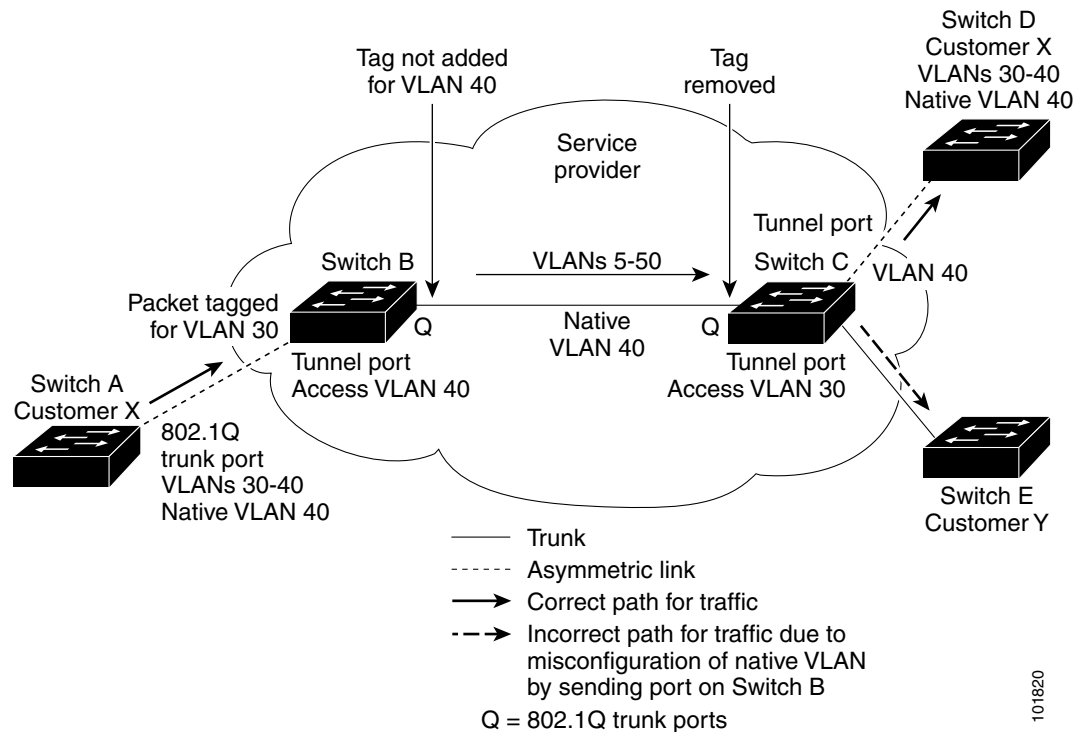 Switch D
Customer X
VLANs 30-40
Native VLAN 40
Tag not added
for VLAN 40
Tag
removed
Service
provider
Tunnel port
Switch B
VLANs 5-50
Switch C
VLAN 40
Packet tagged
for VLAN 30
Q
Native
VLAN 40
Q
Tunnel port
Access VLAN 40
Tunnel port
Access VLAN 30
Switch A
Customer X
802.1Q
trunk port
VLANs 30-40
Native VLAN 40
Switch E
Customer Y
Trunk
Asymmetric link
Correct path for traffic
Incorrect path for traffic due to
misconfiguration of native VLAN
by sending port on Switch B
Q = 802.1Q trunk ports
101820